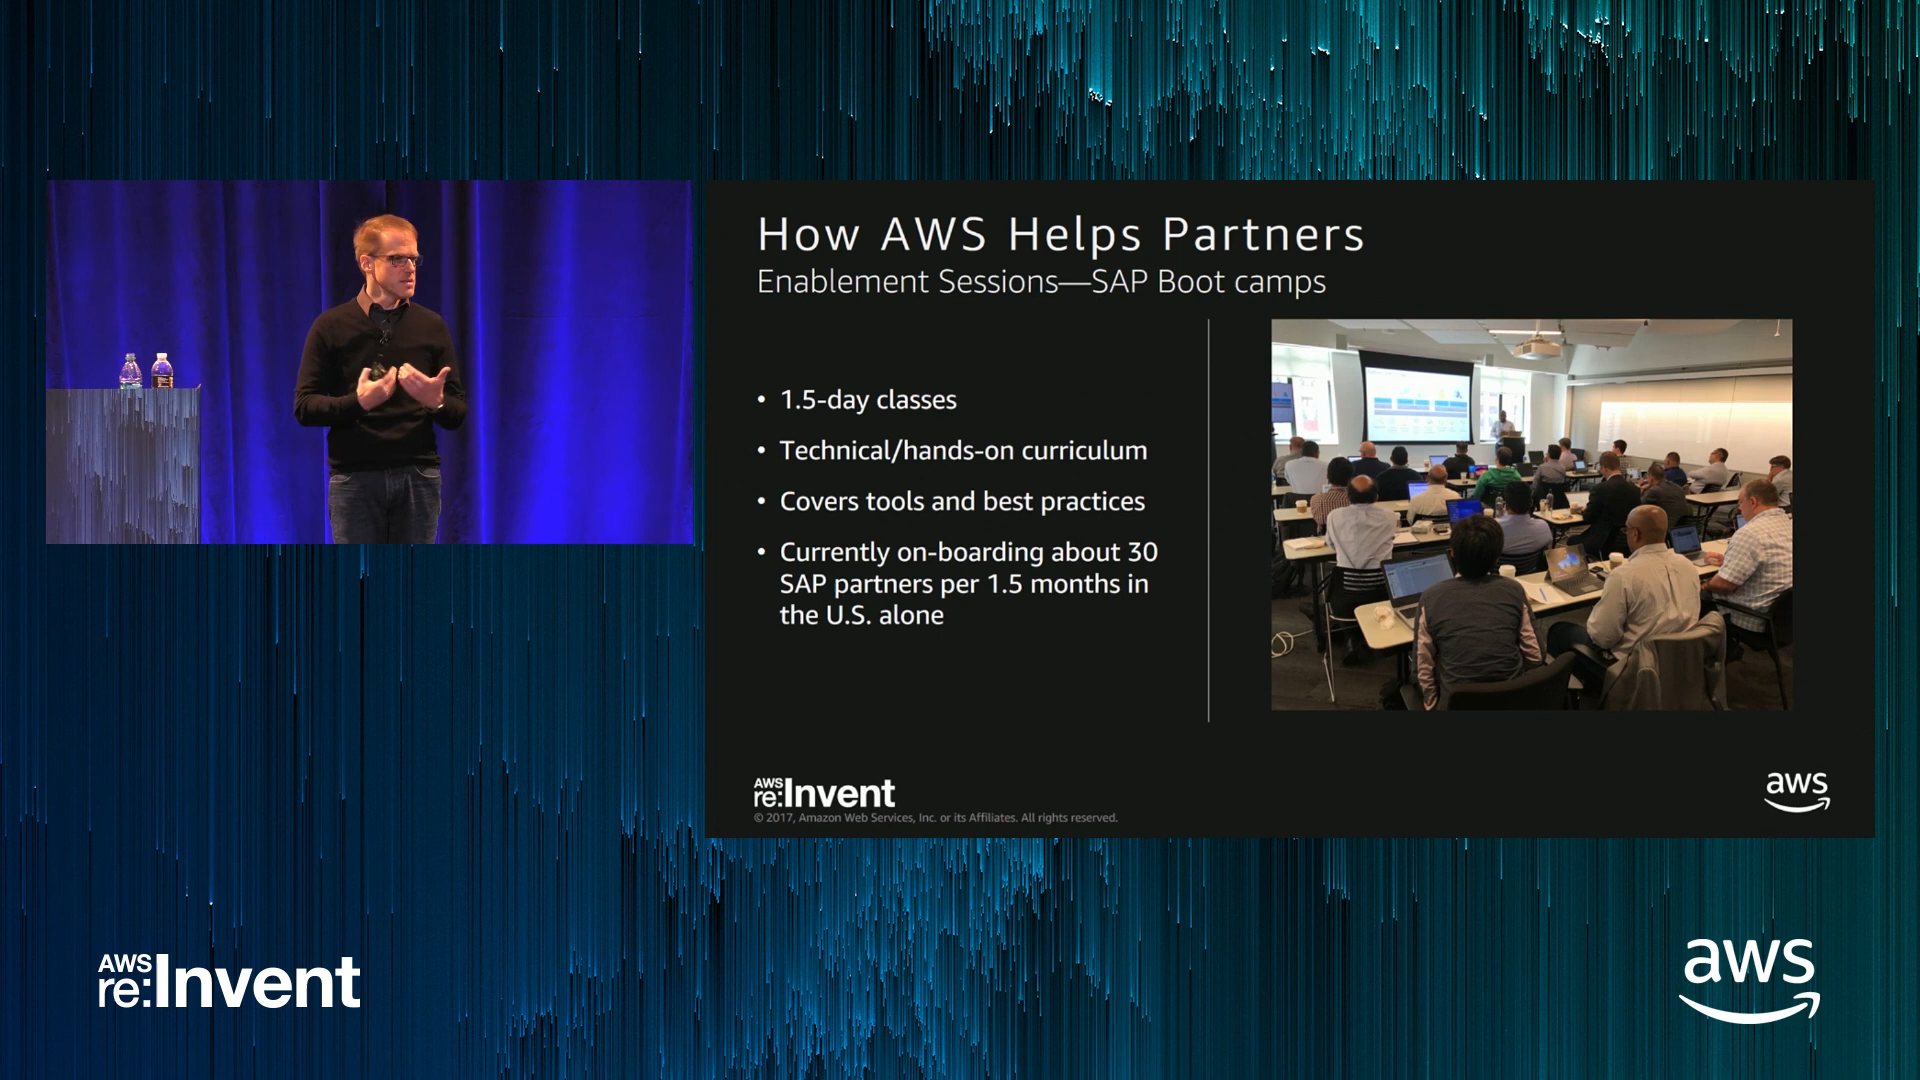 How AWS Helps Partners
Enablement Sessions—SAP Boot camps
• 1.5-day classes
• Technical/hands-on curriculum
• Covers tools and best practices
• Currently on-boarding about 30
SAP partners per 1.5 months in
the U.S. alone
AWS
re:Invent
© 2017, Amazon Web Services, Inc. or its Affiliates. All rights reserved.
aws
AWS
re:Invent
aws